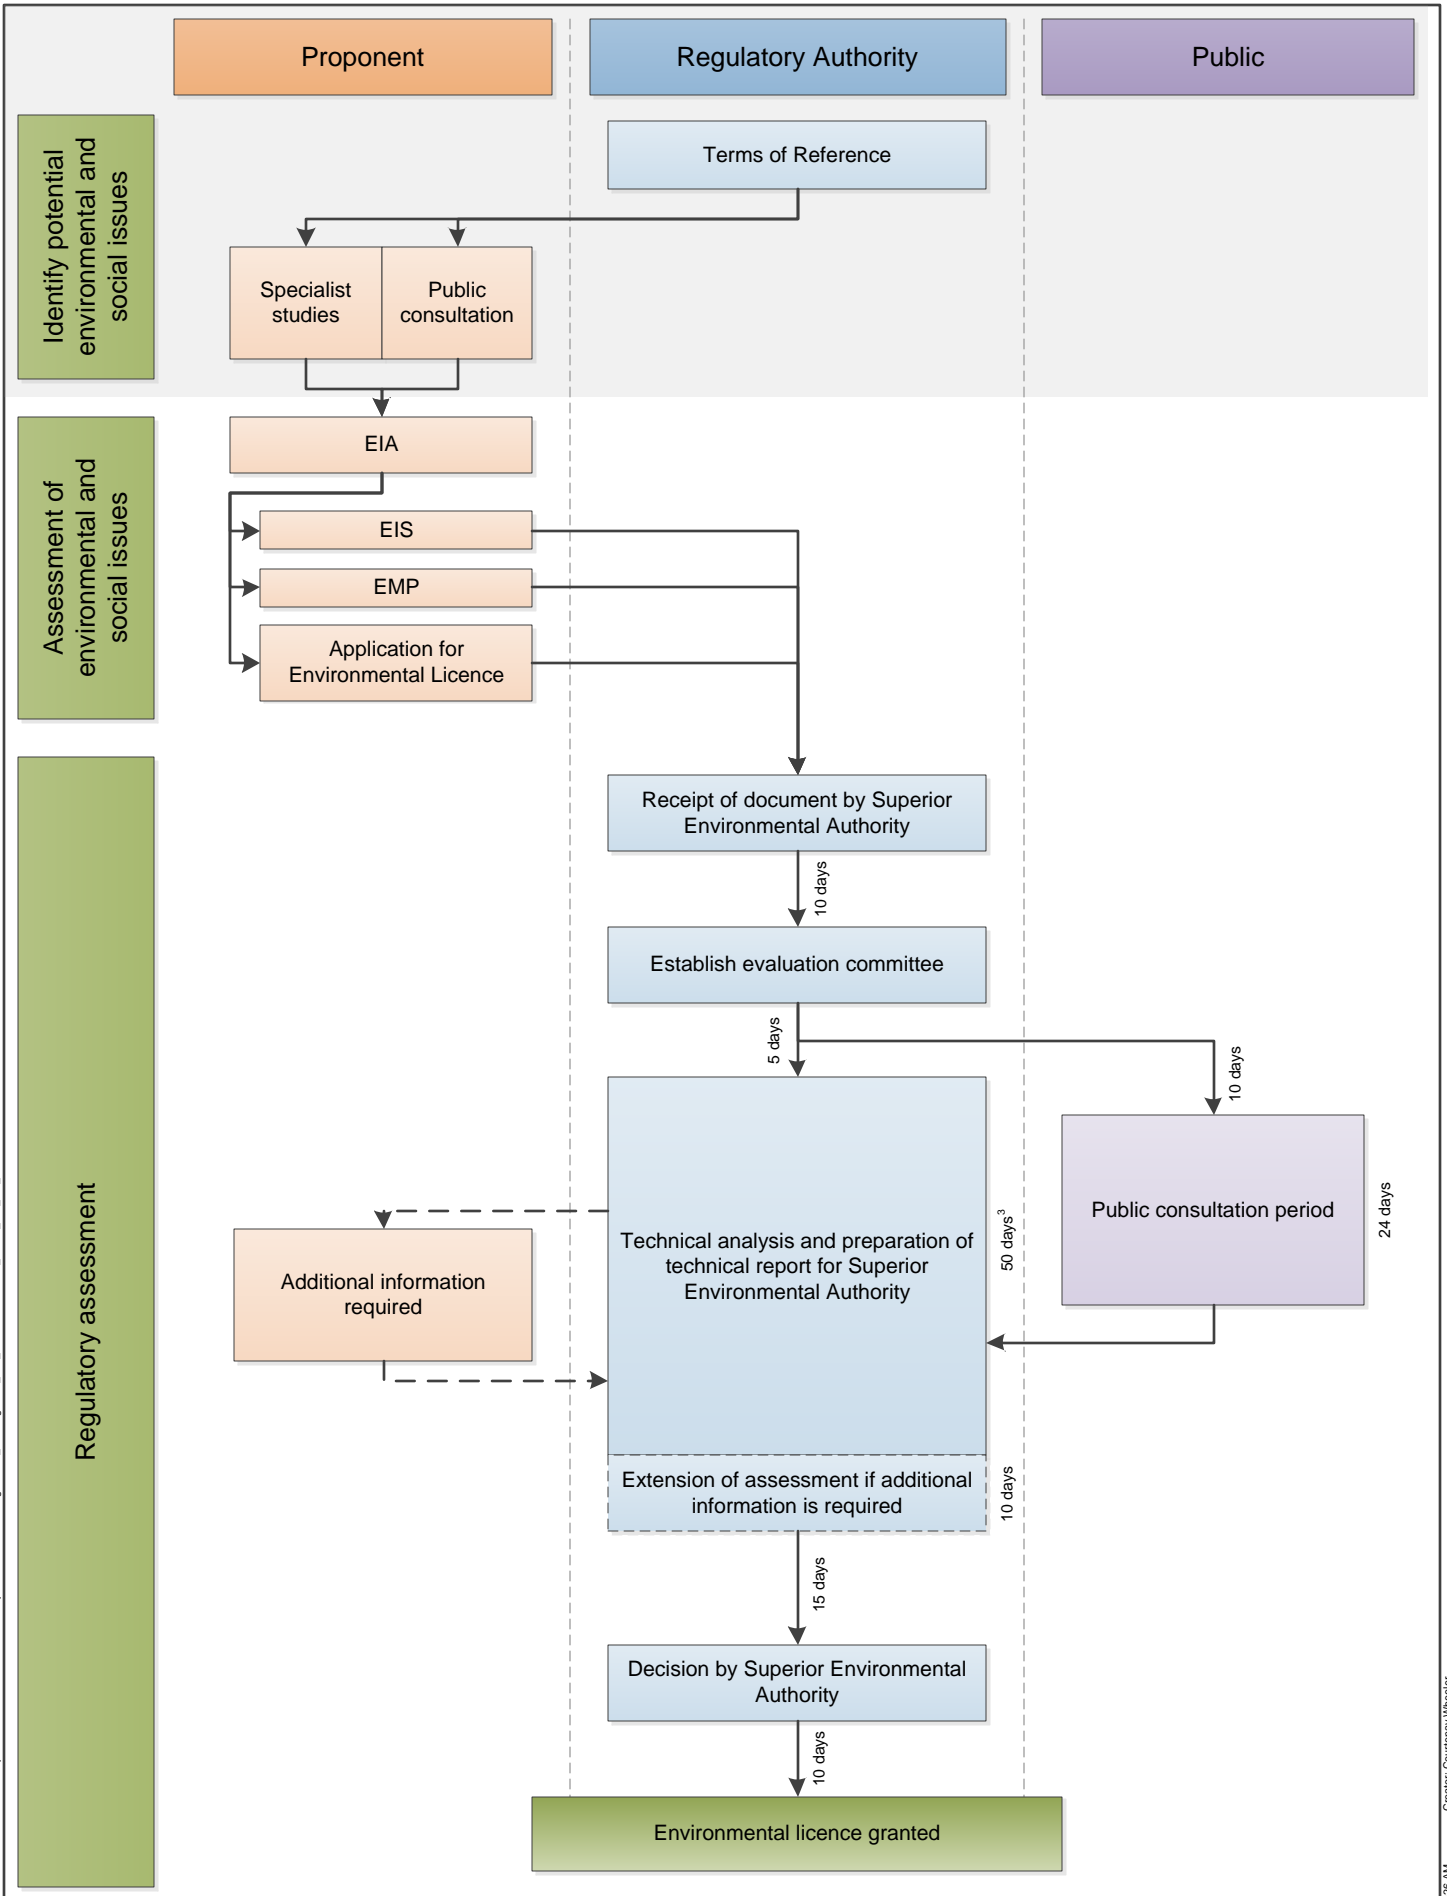 Proponent
Regulatory Authority
Public
Identify potential
environmental and
social issues
Terms of Reference
Specialist
studies
Public
consultation
Assessment of
environmental and
social issues
EIA
EIS
EMP
Application for
Environmental Licence
Regulatory assessment
Receipt of document by Superior
Environmental Authority
10 days
Establish evaluation committee
5 days
10 days
Public consultation period
24 days
Technical analysis and preparation of
technical report for Superior
Environmental Authority
50 days³
Additional information
required
Extension of assessment if additional
information is required
10 days
15 days
Decision by Superior Environmental
Authority
10 days
Environmental licence granted
Creator: Courtenay Wheeler